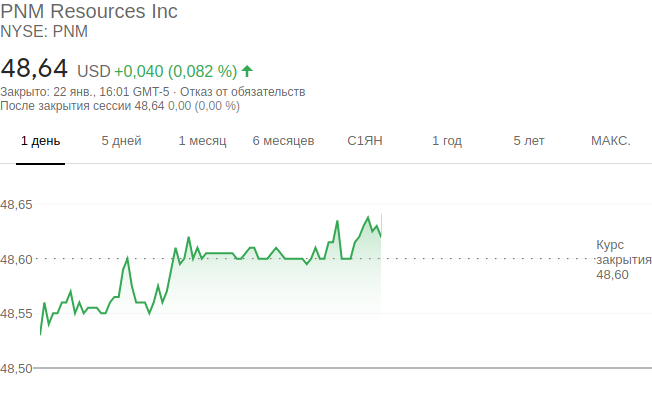 PNM Resources Inc
NYSE: PNM
48,64 USD +0,040 (0,082 %)
Закрыто: 22 янв., 16:01 GMT-5 · Отказ от обязательств
После закрытия сессии 48,64 0,00 (0,00 %)
1 день 5 дней 1 месяц 6 месяцев С1ЯН 1 год 5 лет МАКС.
48,65
48,60
48,55
48,50
Курс
закрытия
48,60